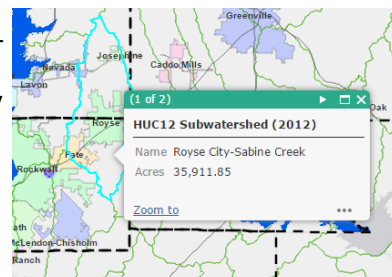 Greenville
Nevada
Josephine
Caddo Mills
Lavon
(1 of 2)
Royse
Oak
HUC12 Subwatershed (2012)
Name Royse City-Sabine Creek
Fate
Acres 35,911.85
Rockwall
Zoom to
ath
McLendon-Chisholm
Ranch